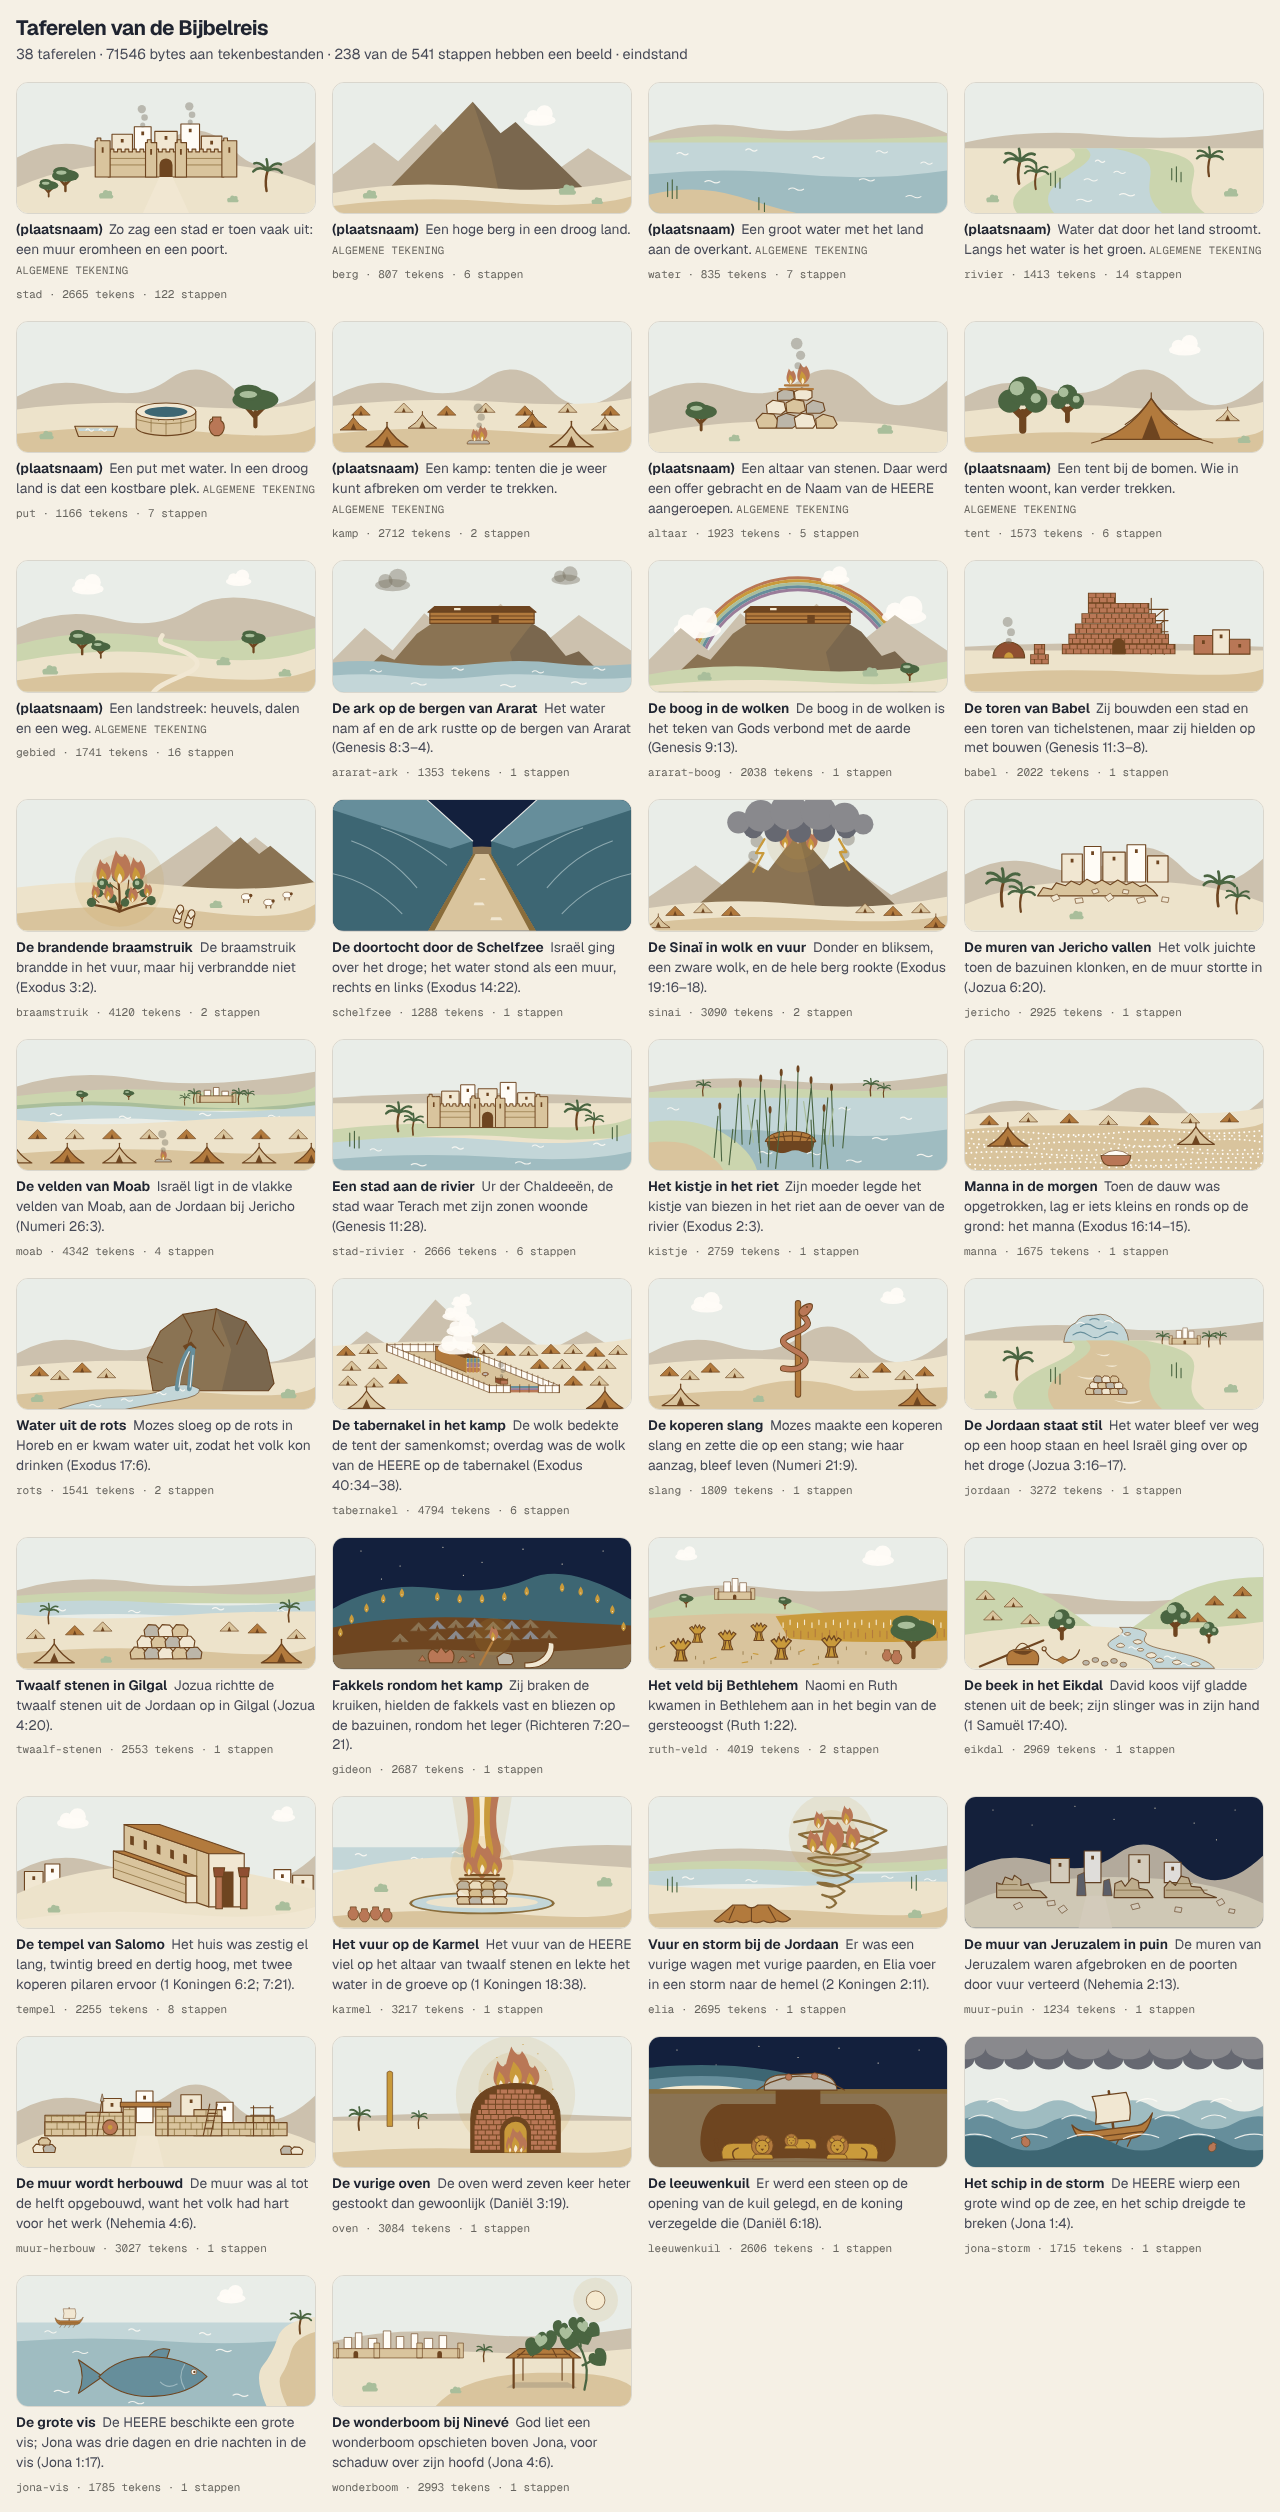 Taferelen van de Bijbelreis
38 taferelen · 71546 bytes aan tekenbestanden · 238 van de 541 stappen hebben een beeld · eindstand
(plaatsnaam) Zo zag een stad er toen vaak uit:
een muur eromheen en een poort.
ALGEMENE TEKENING
stad · 2665 tekens · 122 stappen
(plaatsnaam) Een hoge berg in een droog land.
ALGEMENE TEKENING
berg · 807 tekens · 6 stappen
(plaatsnaam) Een groot water met het land
aan de overkant. ALGEMENE TEKENING
water · 835 tekens · 7 stappen
(plaatsnaam) Water dat door het land stroomt.
Langs het water is het groen. ALGEMENE TEKENING
rivier · 1413 tekens · 14 stappen
(plaatsnaam) Een put met water. In een droog
land is dat een kostbare plek. ALGEMENE TEKENING
put · 1166 tekens · 7 stappen
(plaatsnaam) Een kamp: tenten die je weer
kunt afbreken om verder te trekken.
ALGEMENE TEKENING
kamp · 2712 tekens · 2 stappen
(plaatsnaam) Een altaar van stenen. Daar werd
een offer gebracht en de Naam van de HEERE
aangeroepen. ALGEMENE TEKENING
altaar · 1923 tekens · 5 stappen
(plaatsnaam) Een tent bij de bomen. Wie in
tenten woont, kan verder trekken.
ALGEMENE TEKENING
tent · 1573 tekens · 6 stappen
(plaatsnaam) Een landstreek: heuvels, dalen
en een weg. ALGEMENE TEKENING
gebied · 1741 tekens · 16 stappen
De ark op de bergen van Ararat Het water
nam af en de ark rustte op de bergen van Ararat
(Genesis 8:3–4).
ararat-ark · 1353 tekens · 1 stappen
De boog in de wolken De boog in de wolken is
het teken van Gods verbond met de aarde
(Genesis 9:13).
ararat-boog · 2038 tekens · 1 stappen
De toren van Babel Zij bouwden een stad en
een toren van tichelstenen, maar zij hielden op
met bouwen (Genesis 11:3–8).
babel · 2022 tekens · 1 stappen
De brandende braamstruik De braamstruik
brandde in het vuur, maar hij verbrandde niet
(Exodus 3:2).
braamstruik · 4120 tekens · 2 stappen
De doortocht door de Schelfzee Israël ging
over het droge; het water stond als een muur,
rechts en links (Exodus 14:22).
schelfzee · 1288 tekens · 1 stappen
De Sinaï in wolk en vuur Donder en bliksem,
een zware wolk, en de hele berg rookte (Exodus
19:16–18).
sinai · 3090 tekens · 2 stappen
De muren van Jericho vallen Het volk juichte
toen de bazuinen klonken, en de muur stortte in
(Jozua 6:20).
jericho · 2925 tekens · 1 stappen
De velden van Moab Israël ligt in de vlakke
velden van Moab, aan de Jordaan bij Jericho
(Numeri 26:3).
moab · 4342 tekens · 4 stappen
Een stad aan de rivier Ur der Chaldeeën, de
stad waar Terach met zijn zonen woonde
(Genesis 11:28).
stad-rivier · 2666 tekens · 6 stappen
Het kistje in het riet Zijn moeder legde het
kistje van biezen in het riet aan de oever van de
rivier (Exodus 2:3).
kistje · 2759 tekens · 1 stappen
Manna in de morgen Toen de dauw was
opgetrokken, lag er iets kleins en ronds op de
grond: het manna (Exodus 16:14–15).
manna · 1675 tekens · 1 stappen
Water uit de rots Mozes sloeg op de rots in
Horeb en er kwam water uit, zodat het volk kon
drinken (Exodus 17:6).
rots · 1541 tekens · 2 stappen
De tabernakel in het kamp De wolk bedekte
de tent der samenkomst; overdag was de wolk
van de HEERE op de tabernakel (Exodus
40:34–38).
tabernakel · 4794 tekens · 6 stappen
De koperen slang Mozes maakte een koperen
slang en zette die op een stang; wie haar
aanzag, bleef leven (Numeri 21:9).
slang · 1809 tekens · 1 stappen
De Jordaan staat stil Het water bleef ver weg
op een hoop staan en heel Israël ging over op
het droge (Jozua 3:16–17).
jordaan · 3272 tekens · 1 stappen
Twaalf stenen in Gilgal Jozua richtte de
twaalf stenen uit de Jordaan op in Gilgal (Jozua
4:20).
twaalf-stenen · 2553 tekens · 1 stappen
Fakkels rondom het kamp Zij braken de
kruiken, hielden de fakkels vast en bliezen op
de bazuinen, rondom het leger (Richteren 7:20–
21).
gideon · 2687 tekens · 1 stappen
Het veld bij Bethlehem Naomi en Ruth
kwamen in Bethlehem aan in het begin van de
gersteoogst (Ruth 1:22).
ruth-veld · 4019 tekens · 2 stappen
De beek in het Eikdal David koos vijf gladde
stenen uit de beek; zijn slinger was in zijn hand
(1 Samuël 17:40).
eikdal · 2969 tekens · 1 stappen
De tempel van Salomo Het huis was zestig el
lang, twintig breed en dertig hoog, met twee
koperen pilaren ervoor (1 Koningen 6:2; 7:21).
tempel · 2255 tekens · 8 stappen
Het vuur op de Karmel Het vuur van de HEERE
viel op het altaar van twaalf stenen en lekte het
water in de groeve op (1 Koningen 18:38).
karmel · 3217 tekens · 1 stappen
Vuur en storm bij de Jordaan Er was een
vurige wagen met vurige paarden, en Elia voer
in een storm naar de hemel (2 Koningen 2:11).
elia · 2695 tekens · 1 stappen
De muur van Jeruzalem in puin De muren van
Jeruzalem waren afgebroken en de poorten
door vuur verteerd (Nehemia 2:13).
muur-puin · 1234 tekens · 1 stappen
De muur wordt herbouwd De muur was al tot
de helft opgebouwd, want het volk had hart
voor het werk (Nehemia 4:6).
muur-herbouw · 3027 tekens · 1 stappen
De vurige oven De oven werd zeven keer heter
gestookt dan gewoonlijk (Daniël 3:19).
oven · 3084 tekens · 1 stappen
De leeuwenkuil Er werd een steen op de
opening van de kuil gelegd, en de koning
verzegelde die (Daniël 6:18).
leeuwenkuil · 2606 tekens · 1 stappen
Het schip in de storm De HEERE wierp een
grote wind op de zee, en het schip dreigde te
breken (Jona 1:4).
jona-storm · 1715 tekens · 1 stappen
De grote vis De HEERE beschikte een grote
vis; Jona was drie dagen en drie nachten in de
vis (Jona 1:17).
jona-vis · 1785 tekens · 1 stappen
De wonderboom bij Ninevé God liet een
wonderboom opschieten boven Jona, voor
schaduw over zijn hoofd (Jona 4:6).
wonderboom · 2993 tekens · 1 stappen